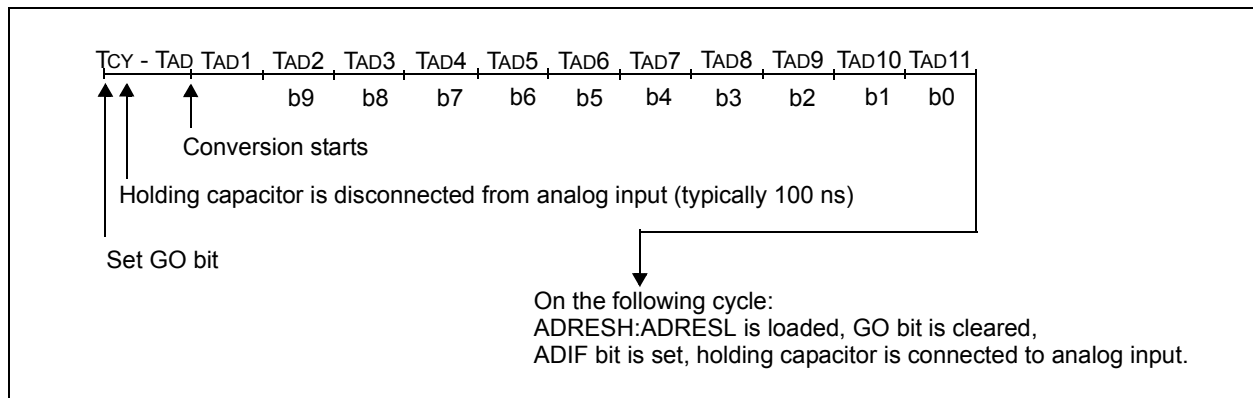 TCY - TAD TAD1 TAD2 TAD3 TAD4 TAD5 TAD6 TAD7 TAD8 TAD9 TAD10 TAD11
b9 b8 b7 b6 b5 b4 b3 b2 b1 b0
Conversion starts
Holding capacitor is disconnected from analog input (typically 100 ns)
Set GO bit
On the following cycle:
ADRESH:ADRESL is loaded, GO bit is cleared,
ADIF bit is set, holding capacitor is connected to analog input.